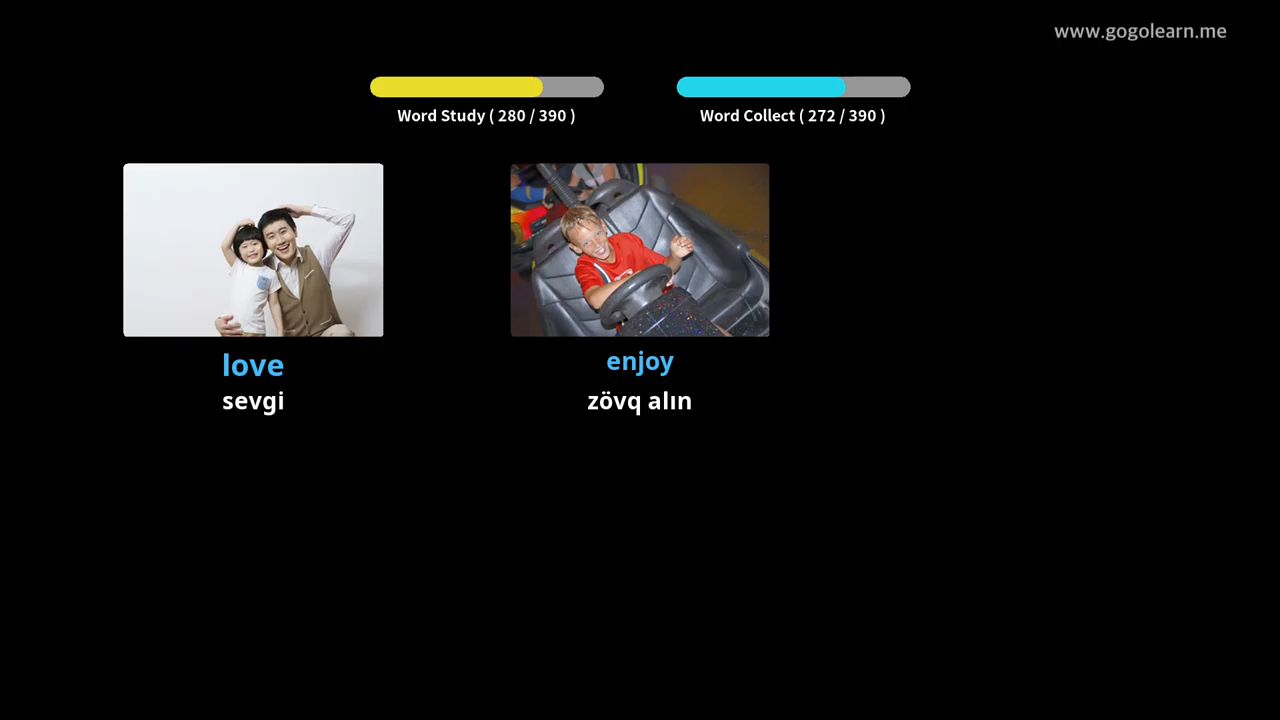 www.gogolearn.me
Word Study ( 280 / 390 )
Word Collect ( 272 / 390 )
love
sevgi
enjoy
zövq alın